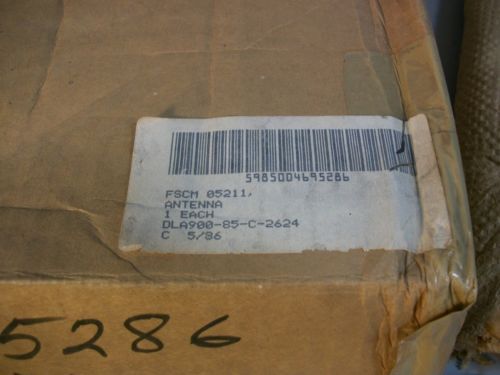 5985004695286
FSCM 05211,
ANTENNA
1 EACH
DLA900-85-C-2624
C 5/86
5286